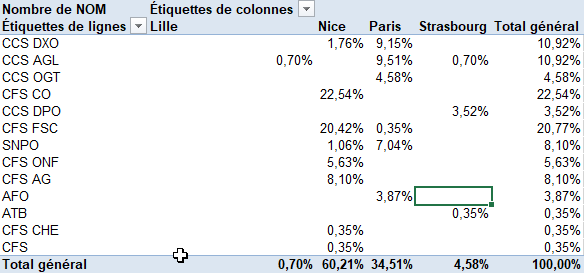 Nombre de NOM Étiquettes de colonnes
Étiquettes de lignes Lille Nice Paris Strasbourg Total général
CCS DXO 1,76% 9,15% 10,92%
CCS AGL 0,70% 9,51% 0,70% 10,92%
CCS OGT 4,58% 4,58%
CFS CO 22,54% 22,54%
CCS DPO 3,52% 3,52%
CFS FSC 20,42% 0,35% 20,77%
SNPO 1,06% 7,04% 8,10%
CFS ONF 5,63% 5,63%
CFS AG 8,10% 8,10%
AFO 3,87% 3,87%
ATB 0,35% 0,35%
CFS CHE 0,35% 0,35%
CFS 0,35% 0,35%
Total général 0,70% 60,21% 34,51% 4,58% 100,00%